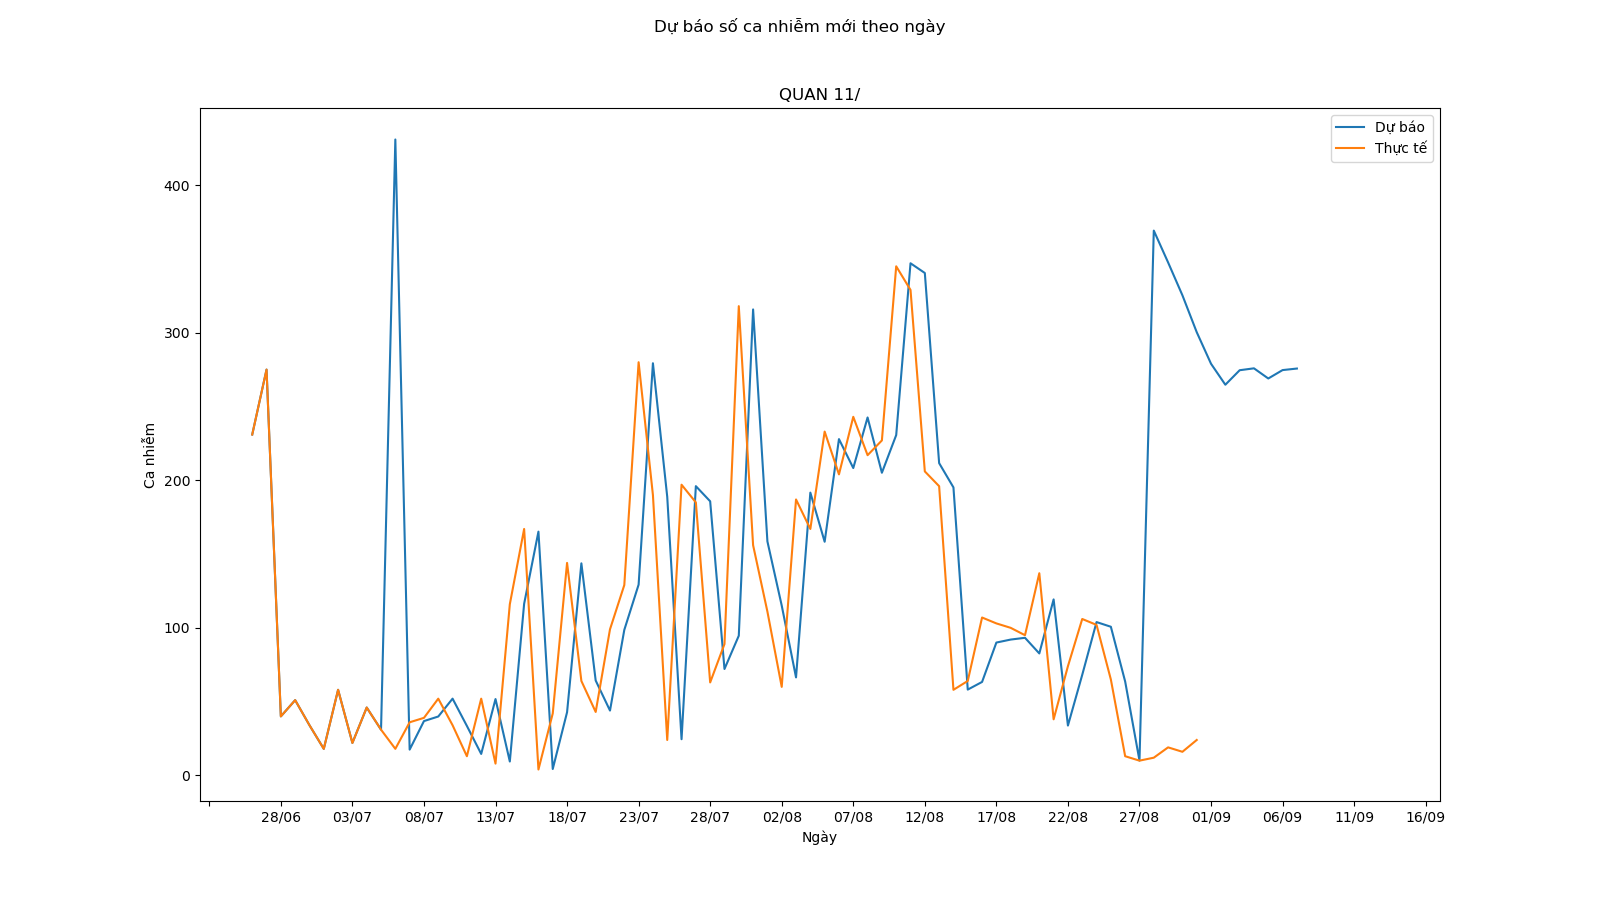 Dự báo số ca nhiễm mới theo ngày
QUAN 11/
Dự báo
Thực tế
400
300
200
100
0
Ca nhiễm
28/06 03/07 08/07 13/07 18/07 23/07 28/07 02/08 07/08 12/08 17/08 22/08 27/08 01/09 06/09 11/09 16/09
Ngày